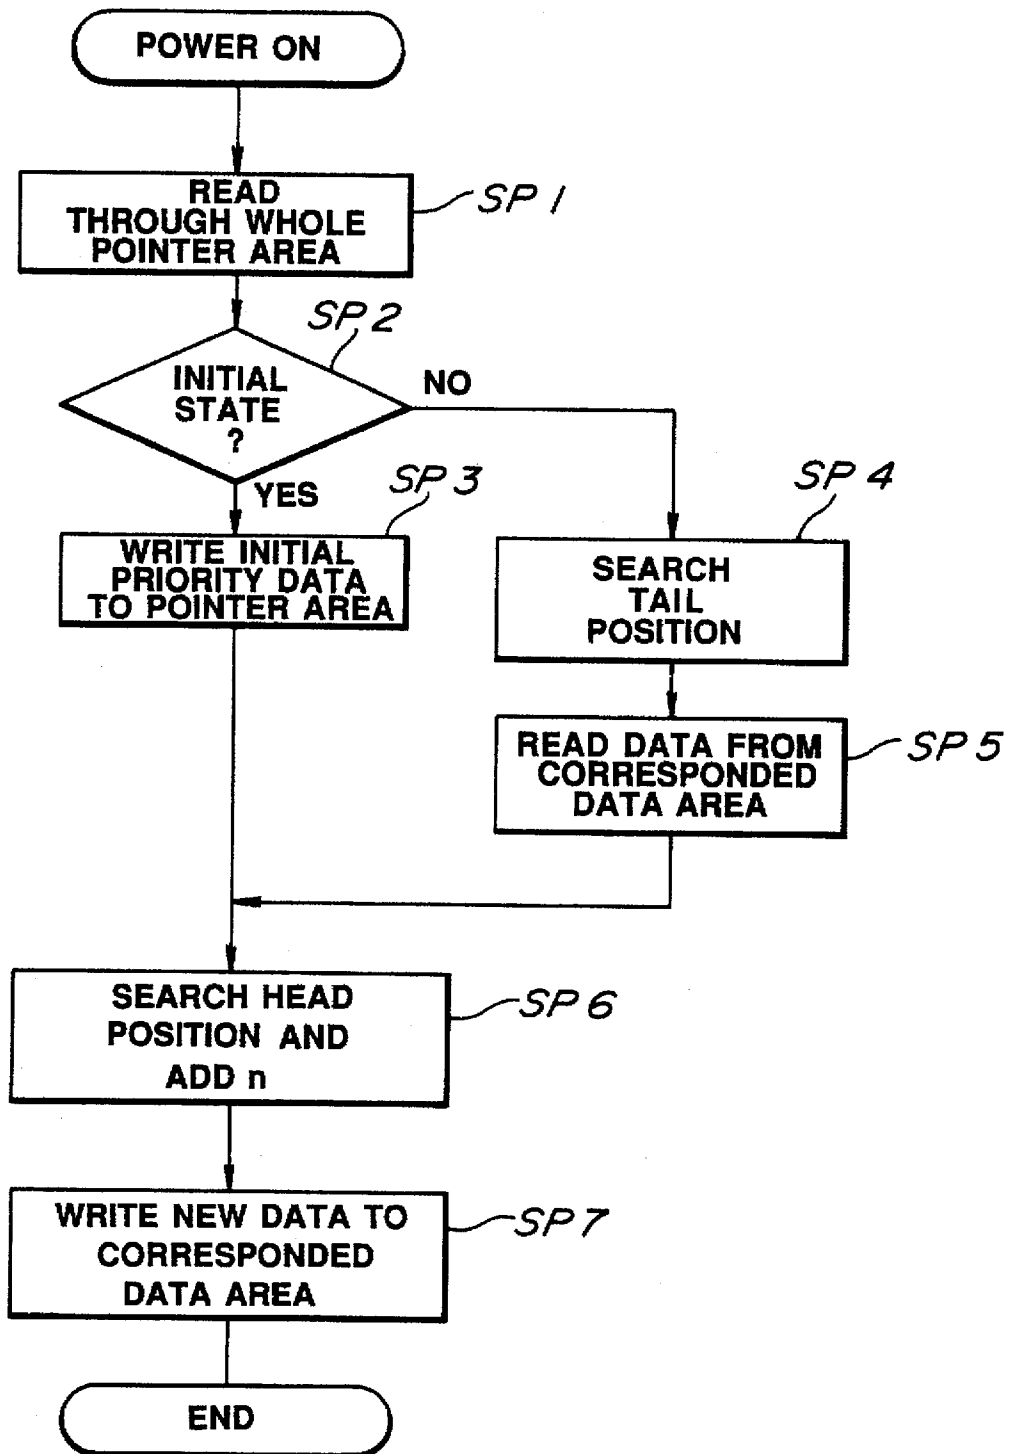 POWER ON
READ
THROUGH WHOLE
POINTER AREA
SP 1
SP 2
INITIAL
STATE
?
NO
YES
SP 3
WRITE INITIAL
PRIORITY DATA
TO POINTER AREA
SP 4
SEARCH
TAIL
POSITION
READ DATA FROM
CORRESPONDED
DATA AREA
SP 5
SEARCH HEAD
POSITION AND
ADD n
SP 6
WRITE NEW DATA TO
CORRESPONDED
DATA AREA
SP 7
END